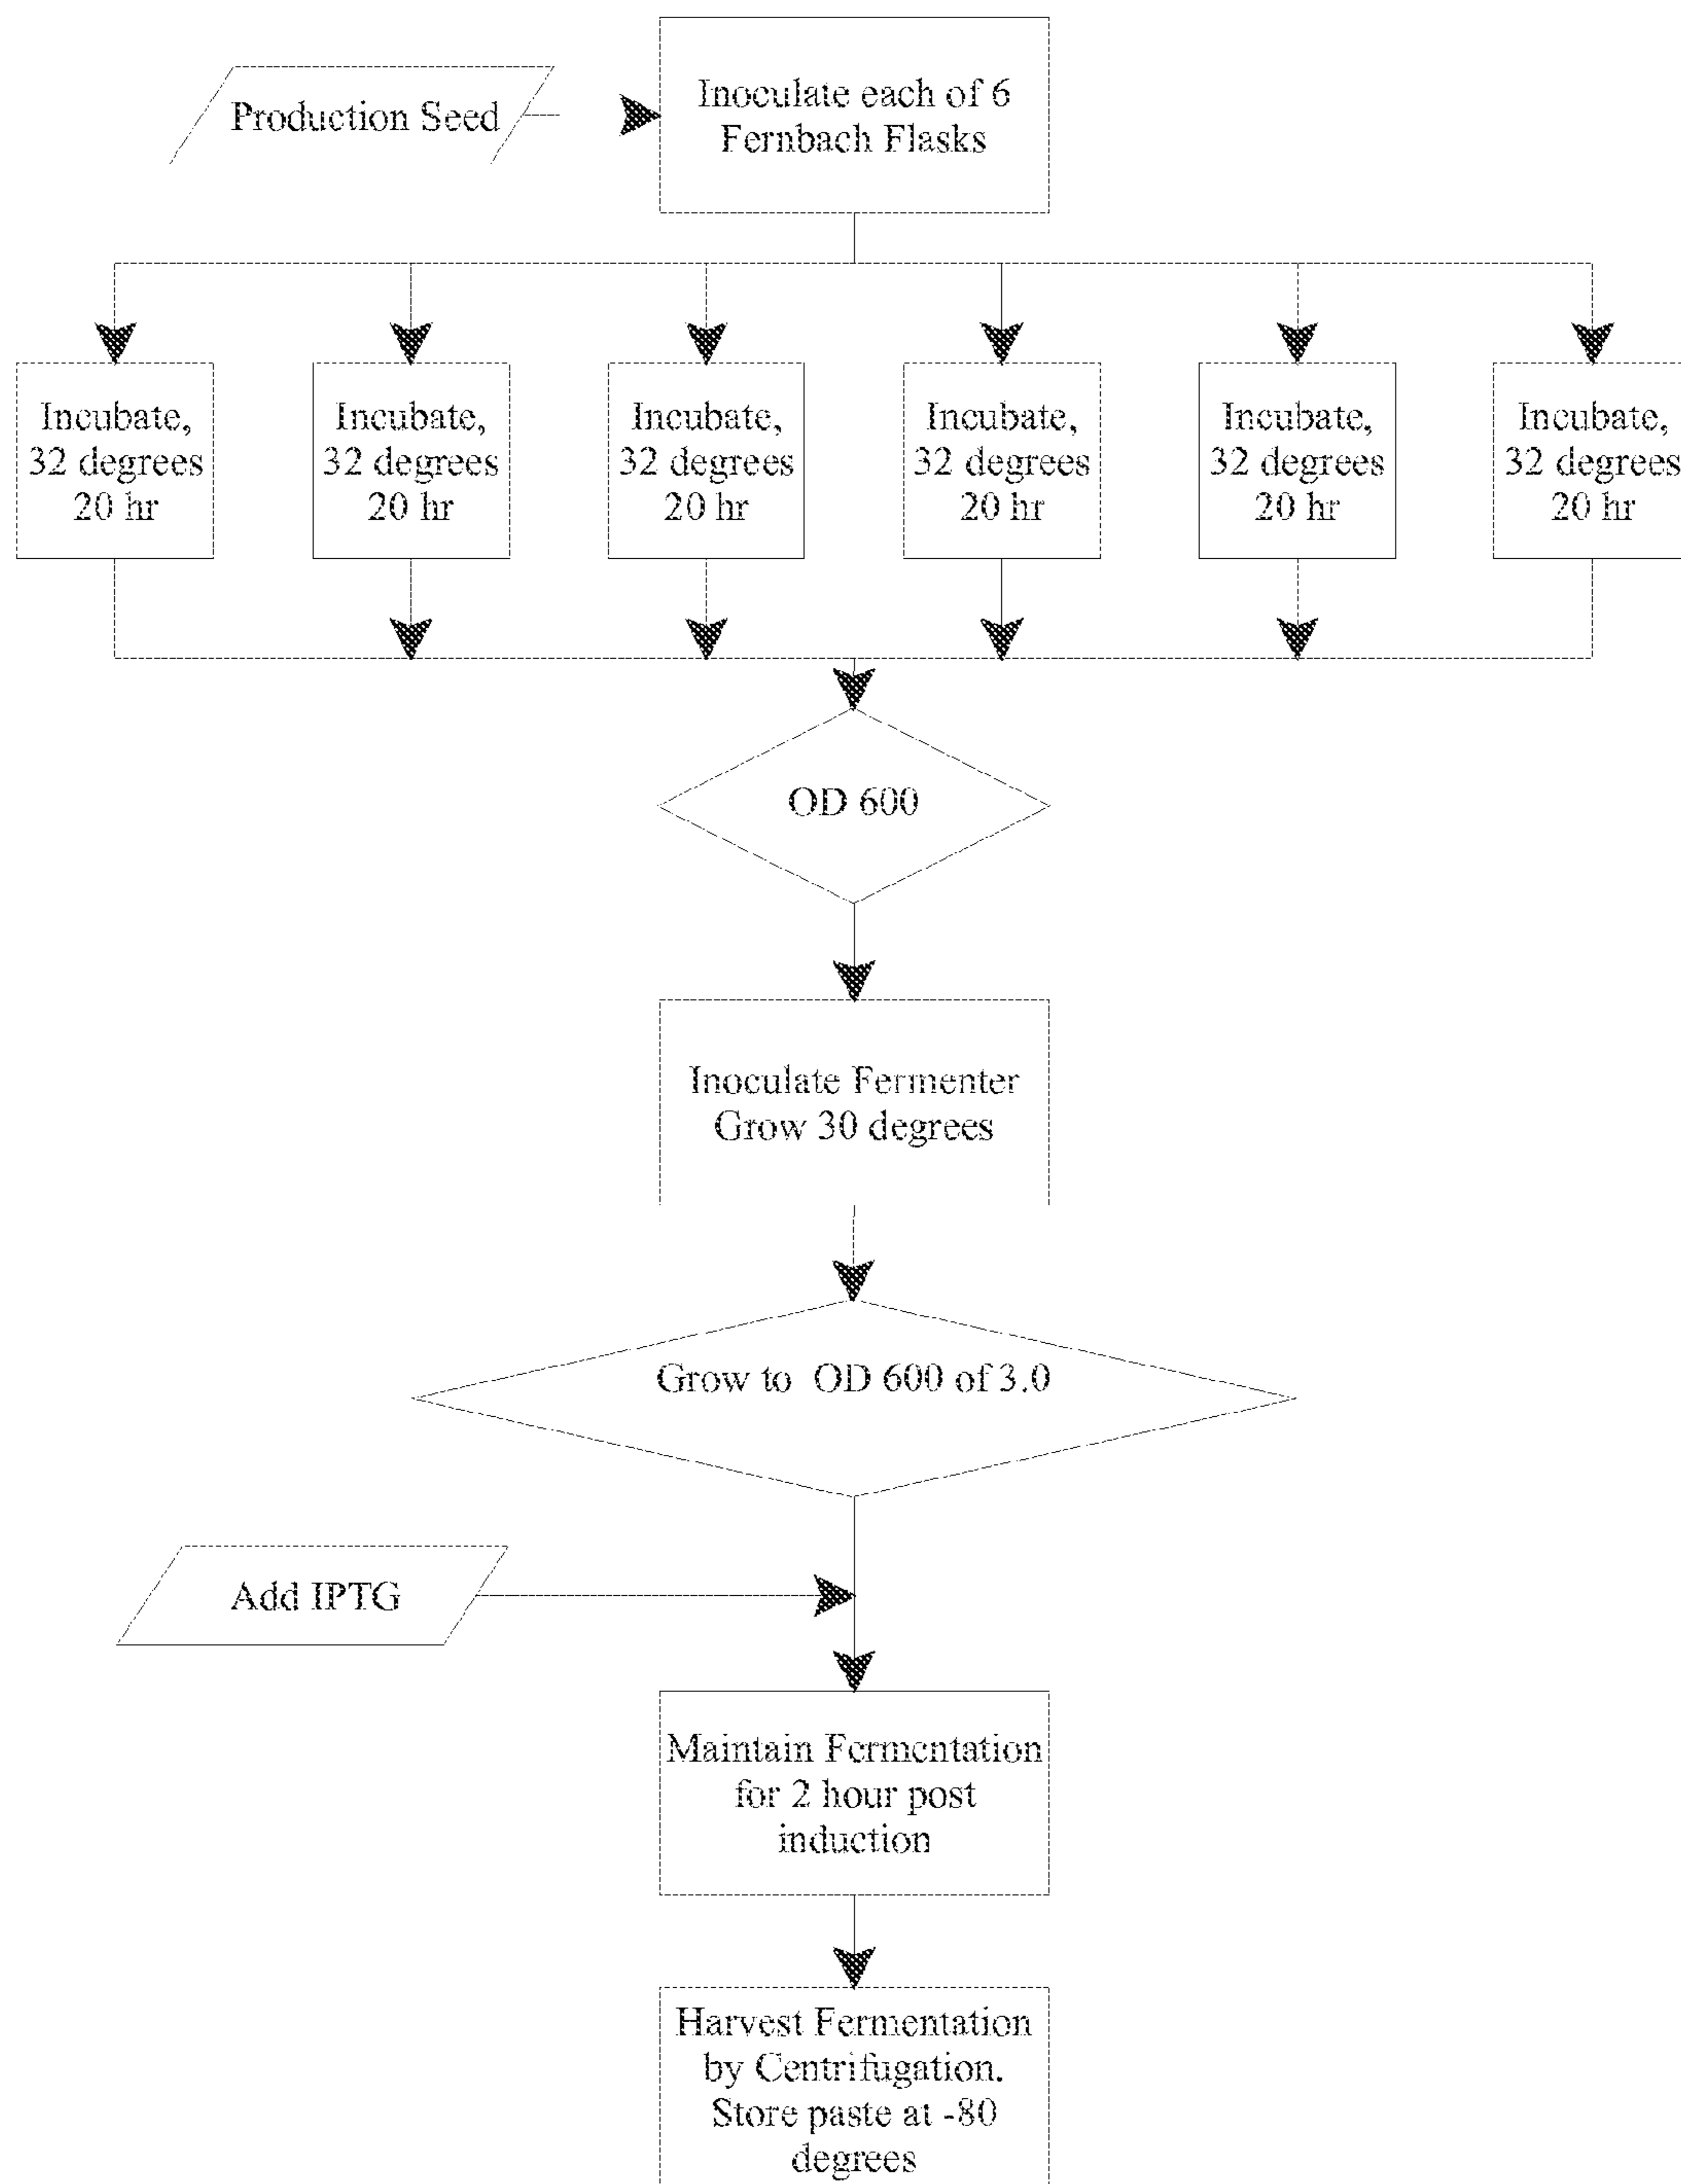 Production Seed
Inoculate each of 6
Fernbach Flasks
Incubate,
32 degrees
20 hr
Incubate,
32 degrees
20 hr
Incubate,
32 degrees
20 hr
Incubate,
32 degrees
20 hr
Incubate,
32 degrees
20 hr
Incubate,
32 degrees
20 hr
OD 600
Inoculate Fermenter
Grow 30 degrees
Grow to OD 600 of 3.0
Add IPTG
Maintain Fermentation
for 2 hour post
induction
Harvest Fermentation
by Centrifugation.
Store paste at -80
degrees